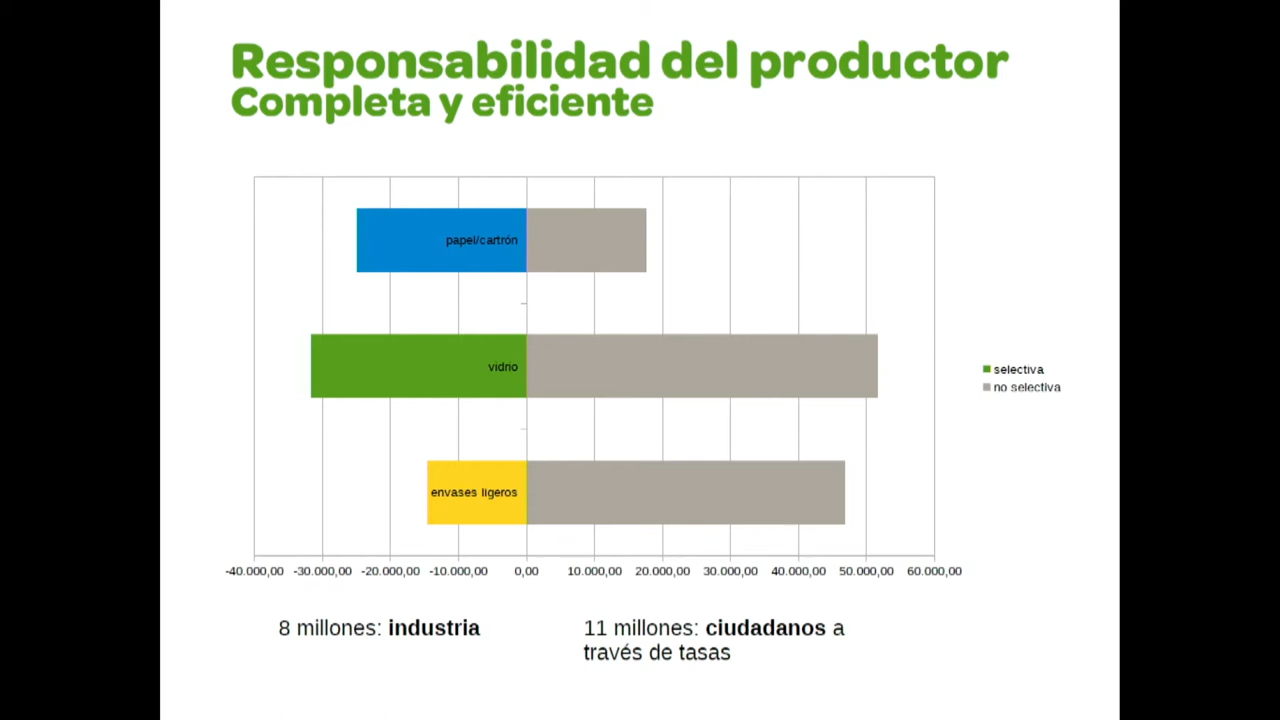 Responsabilidad del productor
Completa y eficiente
papel/cartrón
vidrio
envases ligeros
selectiva
no selectiva
-40.000,00 -30.000,00 -20.000,00 -10.000,00 0,00 10.000,00 20.000,00 30.000,00 40.000,00 50.000,00 60.000,00
8 millones: industria
11 millones: ciudadanos a
través de tasas